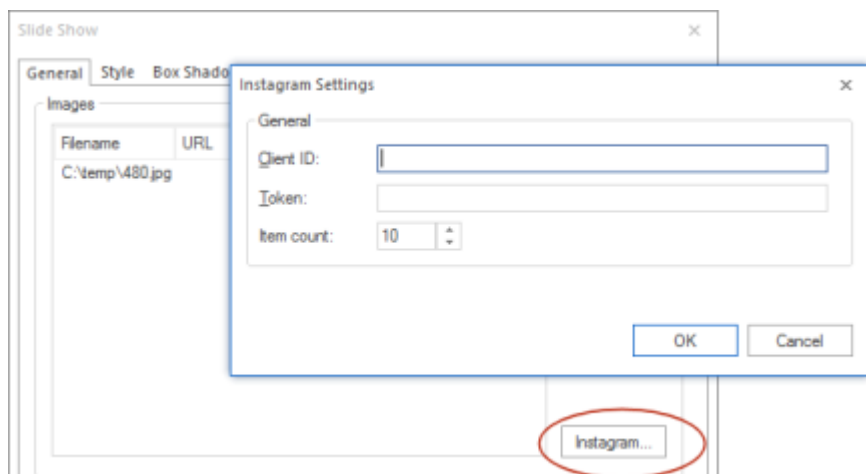 Slide Show
General Style Box Shado
Images
Filename URL
C:\temp\480.jpg
Instagram Settings
General
Client ID:
Token:
Item count: 10
OK Cancel
Instagram...